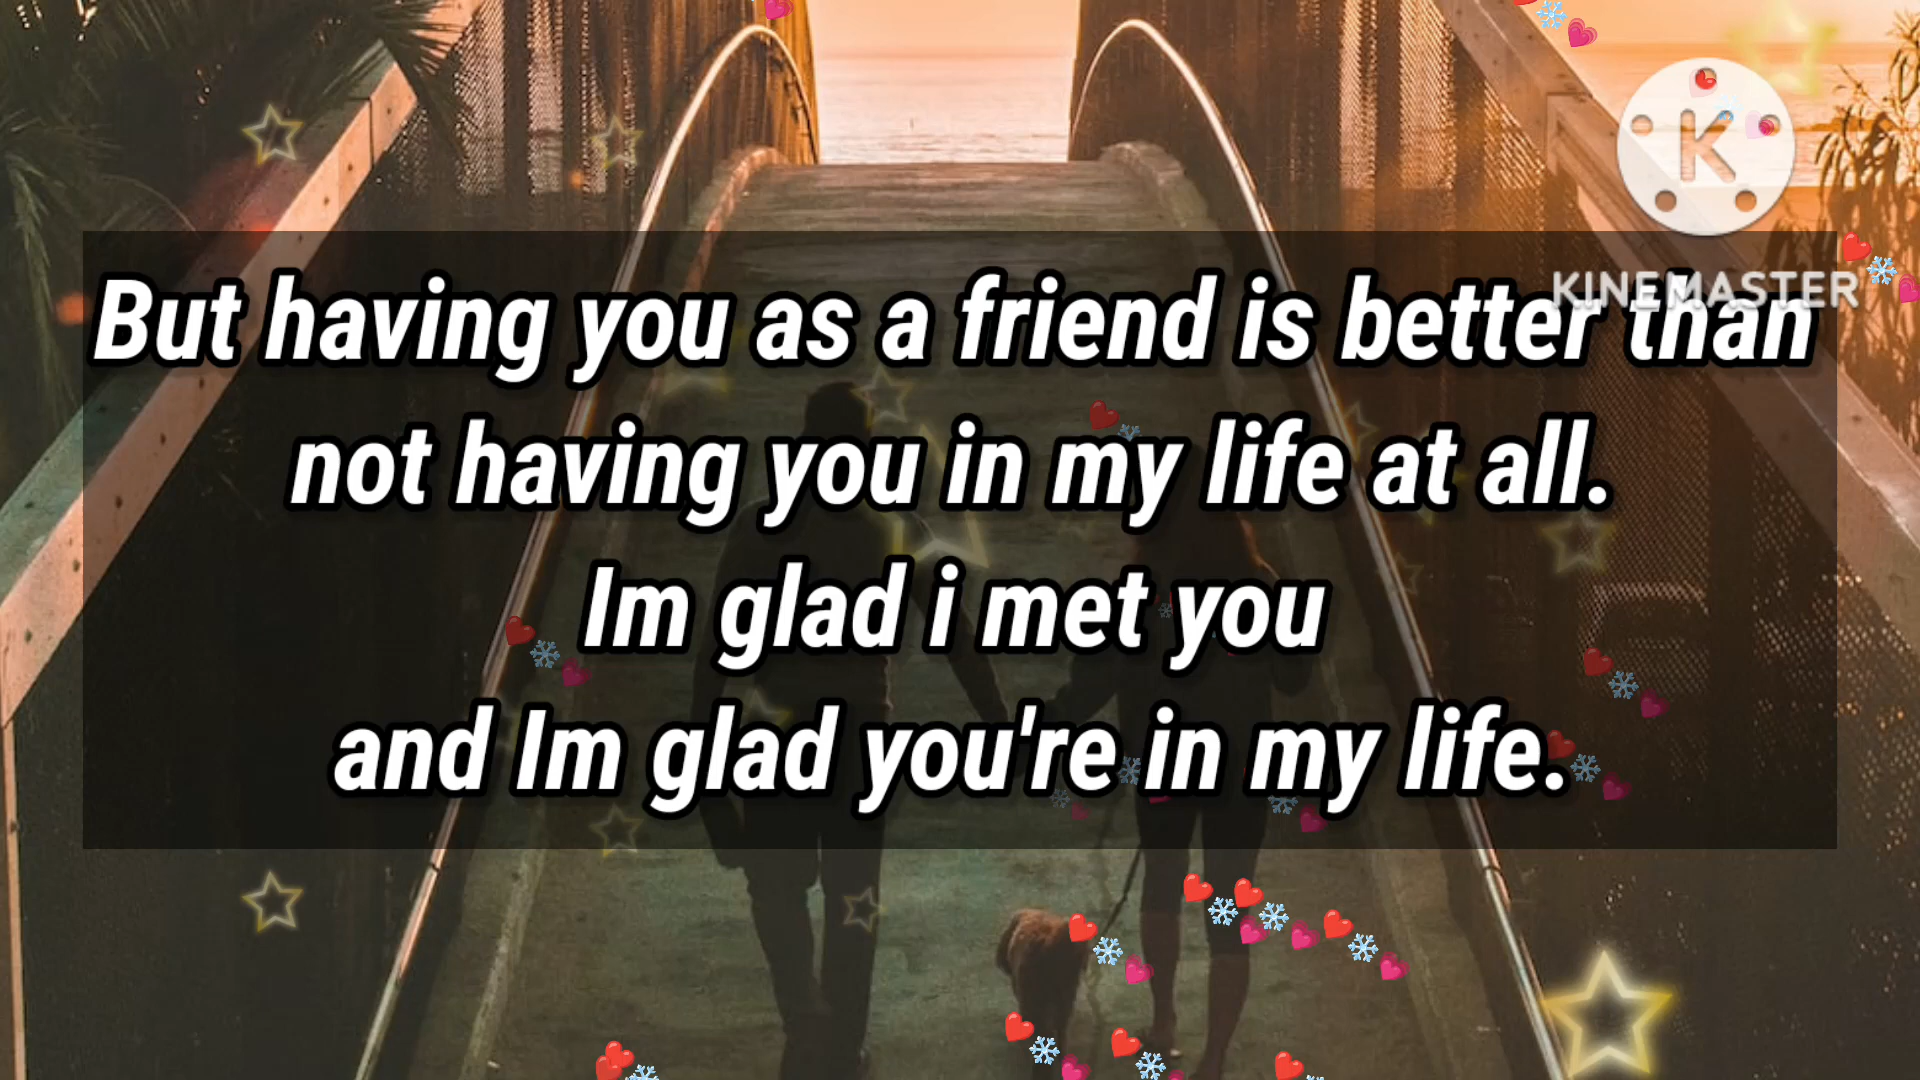 K
KINEMASTER
But having you as a friend is better than
not having you in my life at all.
Im glad i met you
and Im glad you're in my life.